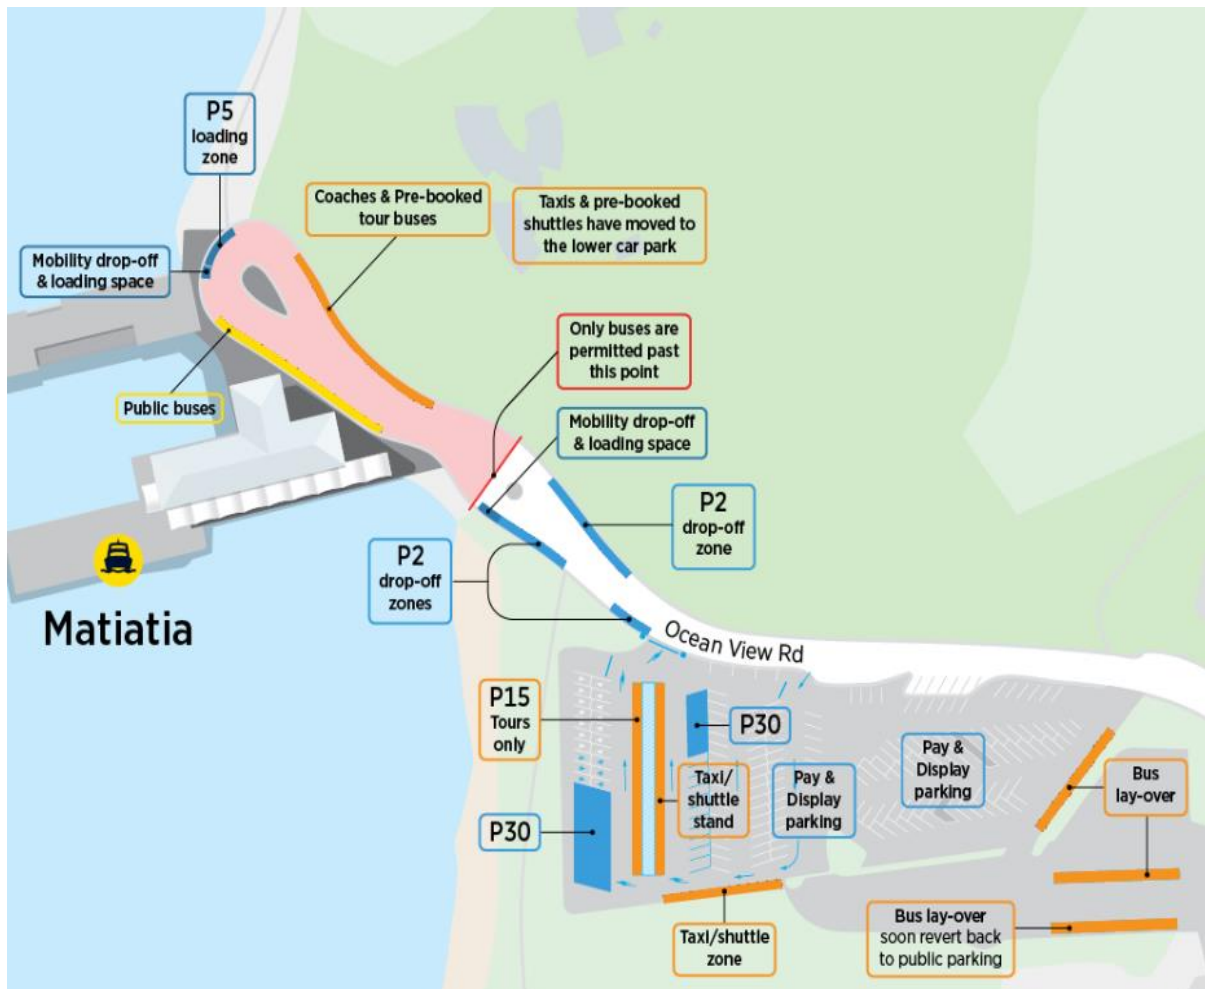 P5
loading
zone
Coaches & Pre-booked
tour buses
Taxis & pre-booked
shuttles have moved to
the lower car park
Mobility drop-off
& loading space
Only buses are
permitted past
this point
Public buses
Mobility drop-off
& loading space
P2
drop-off
zone
P2
drop-off
zones
Matiatia
Ocean View Rd
P15
Tours
only
P30
Pay &
Display
parking
Taxi/
shuttle
stand
Pay &
Display
parking
Bus
lay-over
P30
Taxi/shuttle
zone
Bus lay-over
soon revert back
to public parking